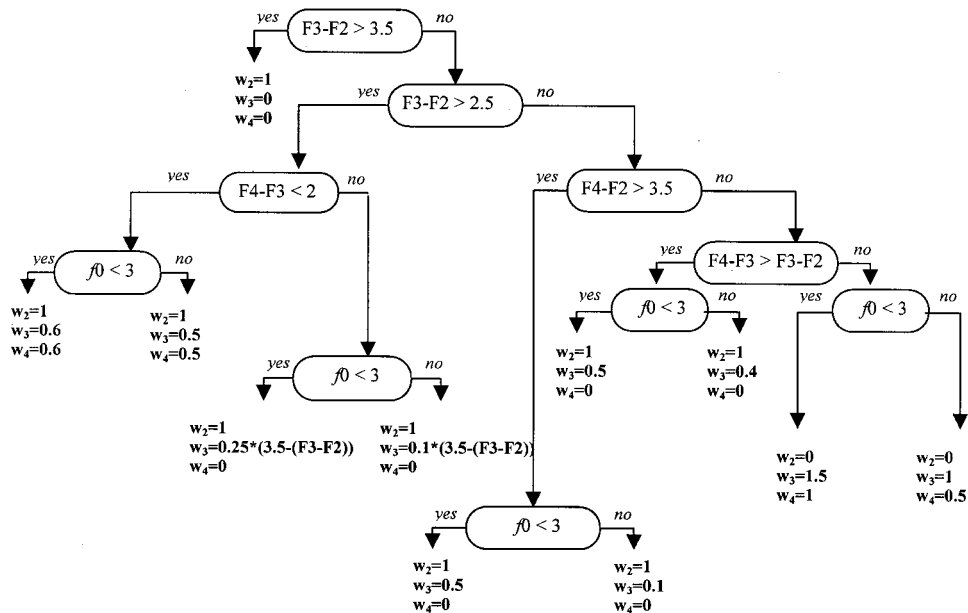 yes F3-F2 > 3.5 no
w₂=1
w₃=0
w₄=0
yes F3-F2 > 2.5 no
yes F4-F3 < 2 no
yes F4-F2 > 3.5 no
yes f0 < 3 no
w₂=1
w₃=0.6
w₄=0.6
w₂=1
w₃=0.5
w₄=0.5
yes F4-F3 > F3-F2 no
yes f0 < 3 no
w₂=1
w₃=0.5
w₄=0
w₂=1
w₃=0.4
w₄=0
yes f0 < 3 no
w₂=0
w₃=1.5
w₄=1
w₂=0
w₃=1
w₄=0.5
yes f0 < 3 no
w₂=1
w₃=0.25*(3.5-(F3-F2))
w₄=0
w₂=1
w₃=0.1*(3.5-(F3-F2))
w₄=0
yes f0 < 3 no
w₂=1
w₃=0.5
w₄=0
w₂=1
w₃=0.1
w₄=0